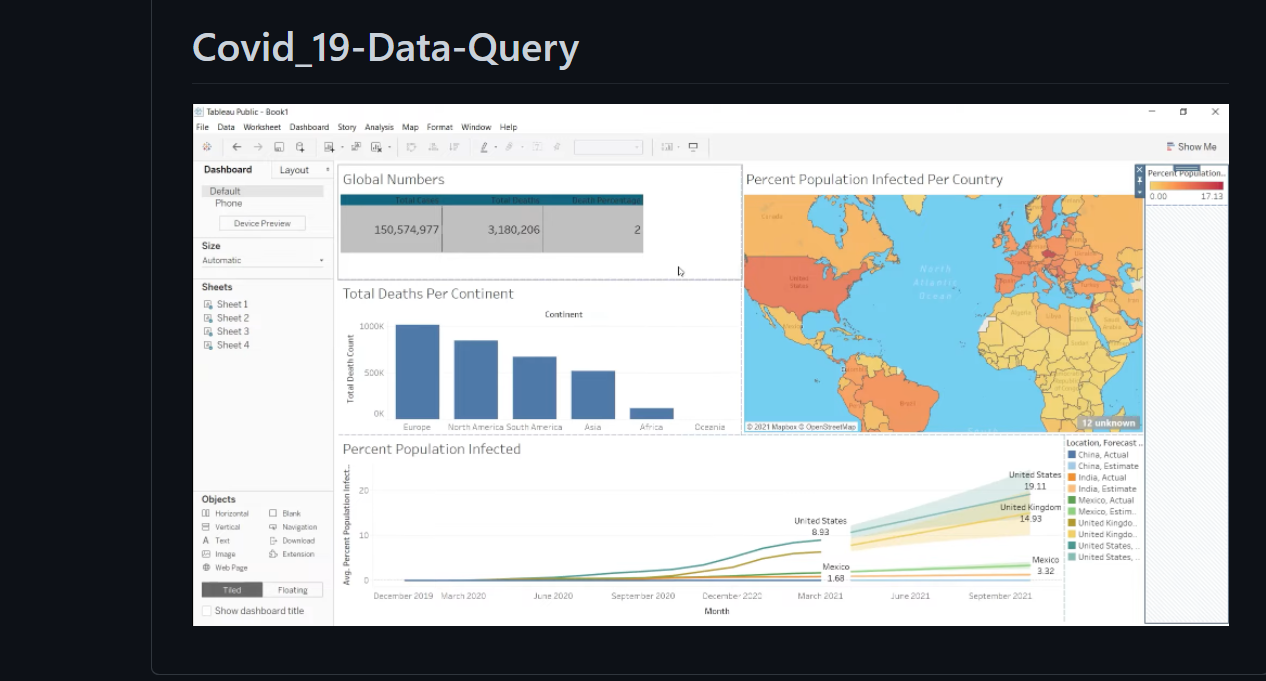 Covid_19-Data-Query
Tableau Public - Book1
File Data Worksheet Dashboard Story Analysis Map Format Window Help
Show Me
Dashboard Layout
Default
Phone
Device Preview
Size
Automatic
Sheets
Sheet 1
Sheet 2
Sheet 3
Sheet 4
Objects
Horizontal Blank
Vertical Navigation
Text Download
Image Extension
Web Page
Tiled Floating
Show dashboard title
Global Numbers
Total Cases Total Deaths Death Percentage
150,574,977 3,180,206 2
Total Deaths Per Continent
Continent
Total Death Count
1000K
500K
0K
Europe North America South America Asia Africa Oceania
Percent Population Infected Per Country
Canada
United States
Mexico
North Atlantic Ocean
Brazil
Algeria
Libya
Sudan
Turkey
Iran
© 2021 Mapbox © OpenStreetMap
12 unknown
Percent Population..
0.00 17.13
Percent Population Infected
Avg. Percent Population Infect..
20
10
0
United States
8.93
Mexico
1.68
United States
19.11
United Kingdom
14.93
Mexico
3.32
December 2019 March 2020 June 2020 September 2020 December 2020 March 2021 June 2021 September 2021
Month
Location, Forecast ..
China, Actual
China, Estimate
India, Actual
India, Estimate
Mexico, Actual
Mexico, Estim..
United Kingdo..
United Kingdo..
United States, ..
United States, ..